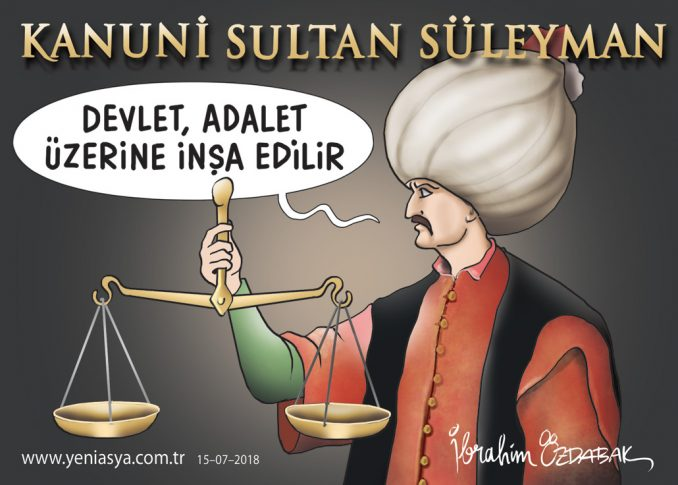 KANUNİ SULTAN SÜLEYMAN
DEVLET, ADALET
ÜZERİNE İNŞA EDİLİR
www.yeniasya.com.tr 15-07-2018
İbrahim ÖZDABAK